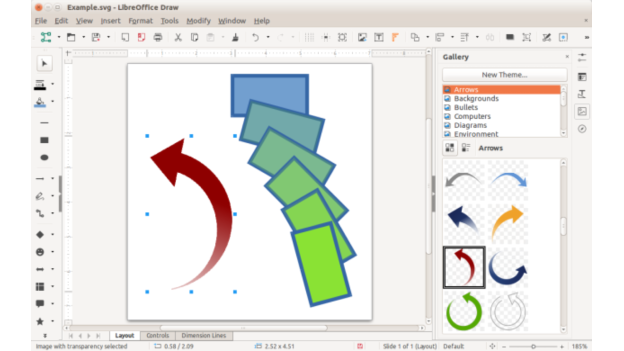 Example.svg - LibreOffice Draw
File Edit View Insert Format Tools Modify Window Help
Gallery
New Theme...
Arrows
Backgrounds
Bullets
Computers
Diagrams
Environment
Arrows
Layout Controls Dimension Lines
Image with transparency selected 0.58 / 2.09 2.52 x 4.51 Slide 1 of 1 (Layout) Default 185%